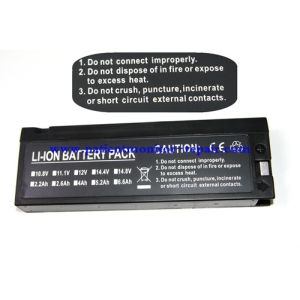 1. Do not connect improperly.
2. Do not dispose of in fire or expose
to excess heat.
3. Do not crush, puncture, incinerate
or short circuit external contacts.
LI-ION BATTERY PACK
10.8V 11.1V 12V 14.4V 14.8V
2.2Ah 2.6Ah 4Ah 5.2Ah 6.6Ah
CAUTION:
1. Do not connect improperly.
2. Do not dispose of in fire or expose
to excess heat.
3. Do not crush, puncture, incinerate
or short circuit external contacts.